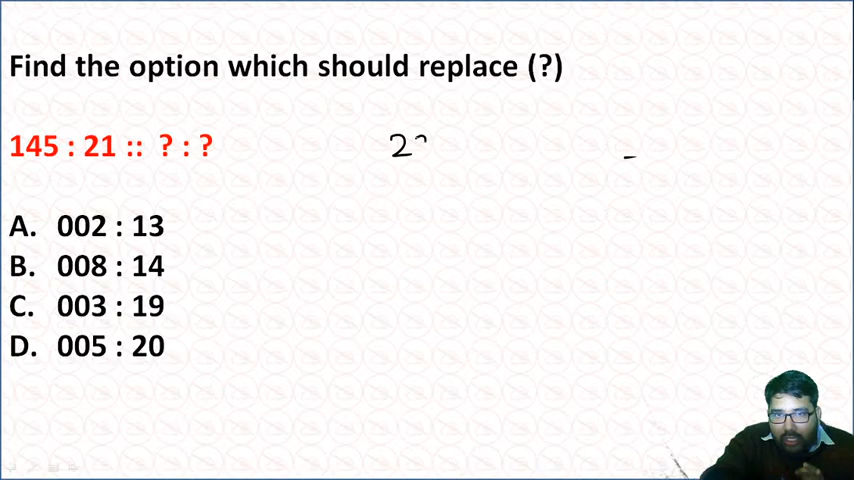 Find the option which should replace (?)
145 : 21 :: ? : ?
A. 002 : 13
B. 008 : 14
C. 003 : 19
D. 005 : 20